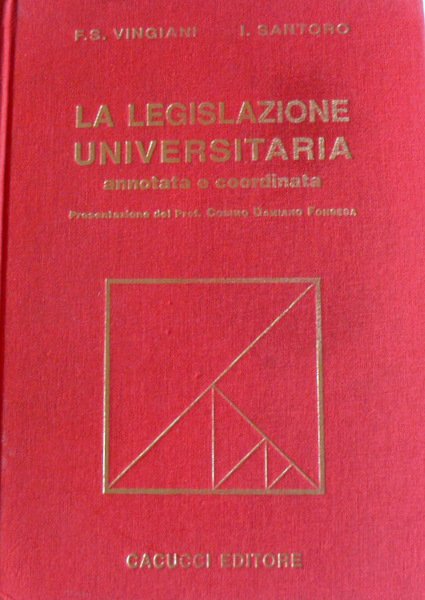 F.S. VINGIANI I. SANTORO
LA LEGISLAZIONE
UNIVERSITARIA
annotata e coordinata
Presentazione del Prof. COSIMO DAMIANO FONSECA
CACUCCI EDITORE